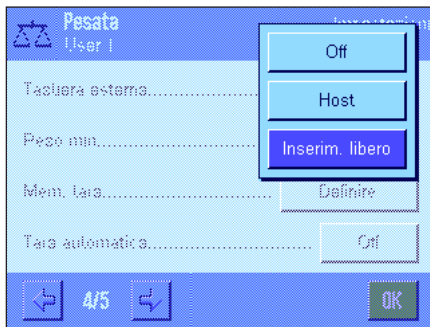 Pesata
User 1
Off
Tastiera esterna
Host
Peso min.
Inserim. libero
Mem. tara
Definire
Tara automatica
Off
4/5
OK